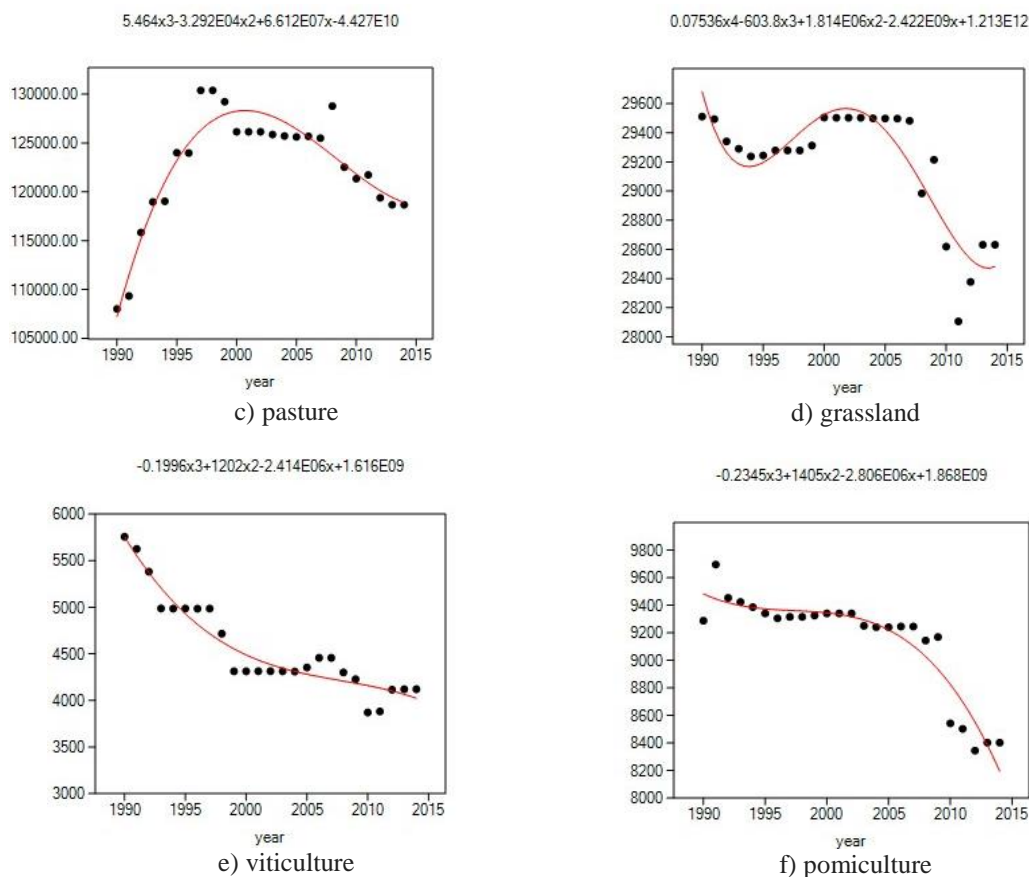 5.464x3-3.292E04x2+6.612E07x-4.427E10
130000.00
125000.00
120000.00
115000.00
110000.00
105000.00
1990 1995 2000 2005 2010 2015
year
c) pasture
0.07536x4-603.8x3+1.814E06x2-2.422E09x+1.213E12
29600
29400
29200
29000
28800
28600
28400
28200
28000
1990 1995 2000 2005 2010 2015
year
d) grassland
-0.1996x3+1202x2-2.414E06x+1.616E09
6000
5500
5000
4500
4000
3500
3000
1990 1995 2000 2005 2010 2015
year
e) viticulture
-0.2345x3+1405x2-2.806E06x+1.868E09
9800
9600
9400
9200
9000
8800
8600
8400
8200
8000
1990 1995 2000 2005 2010 2015
year
f) pomiculture